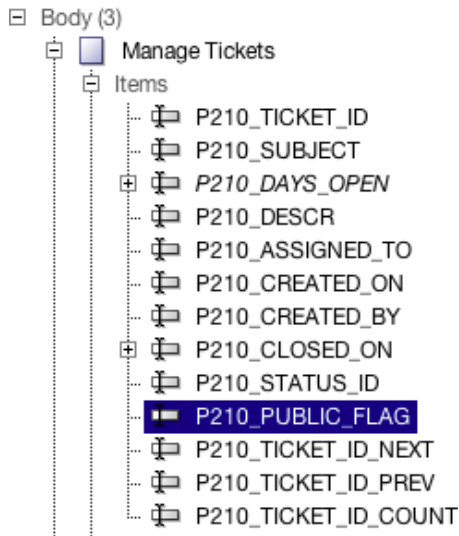 Body (3)
Manage Tickets
Items
P210_TICKET_ID
P210_SUBJECT
P210_DAYS_OPEN
P210_DESCR
P210_ASSIGNED_TO
P210_CREATED_ON
P210_CREATED_BY
P210_CLOSED_ON
P210_STATUS_ID
P210_PUBLIC_FLAG
P210_TICKET_ID_NEXT
P210_TICKET_ID_PREV
P210_TICKET_ID_COUNT